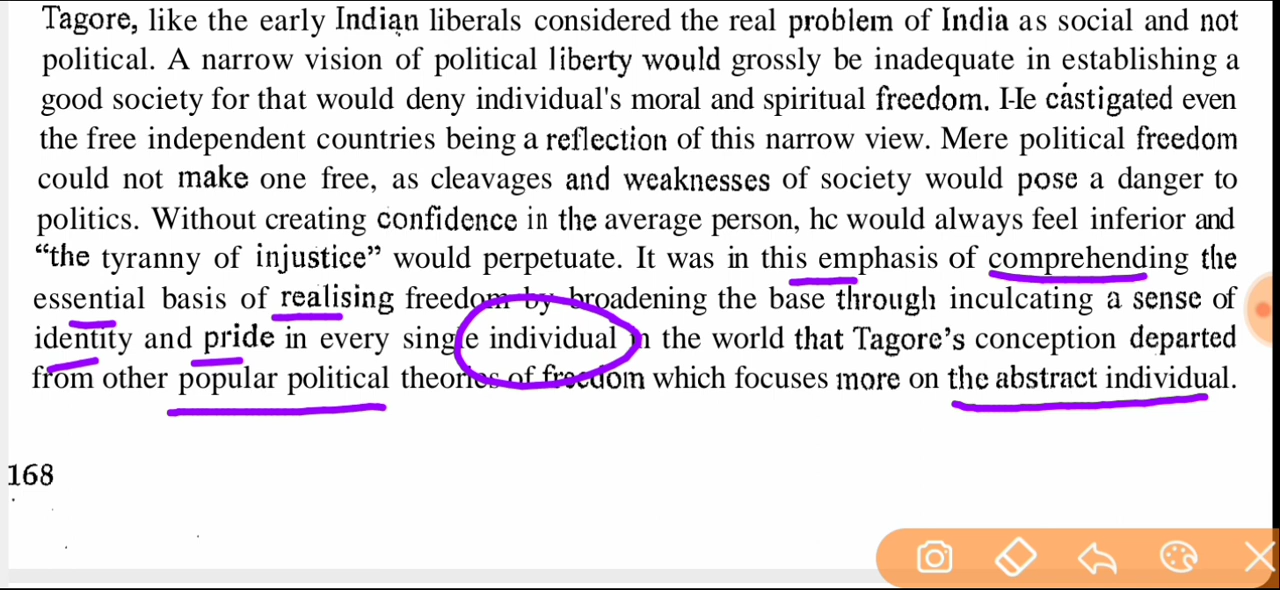 Tagore, like the early Indian liberals considered the real problem of India as social and not
political. A narrow vision of political liberty would grossly be inadequate in establishing a
good society for that would deny individual's moral and spiritual freedom. He castigated even
the free independent countries being a reflection of this narrow view. Mere political freedom
could not make one free, as cleavages and weaknesses of society would pose a danger to
politics. Without creating confidence in the average person, hc would always feel inferior and
“the tyranny of injustice” would perpetuate. It was in this emphasis of comprehending the
essential basis of realising freedom by broadening the base through inculcating a sense of
identity and pride in every single individual in the world that Tagore’s conception departed
from other popular political theories of freedom which focuses more on the abstract individual.
168